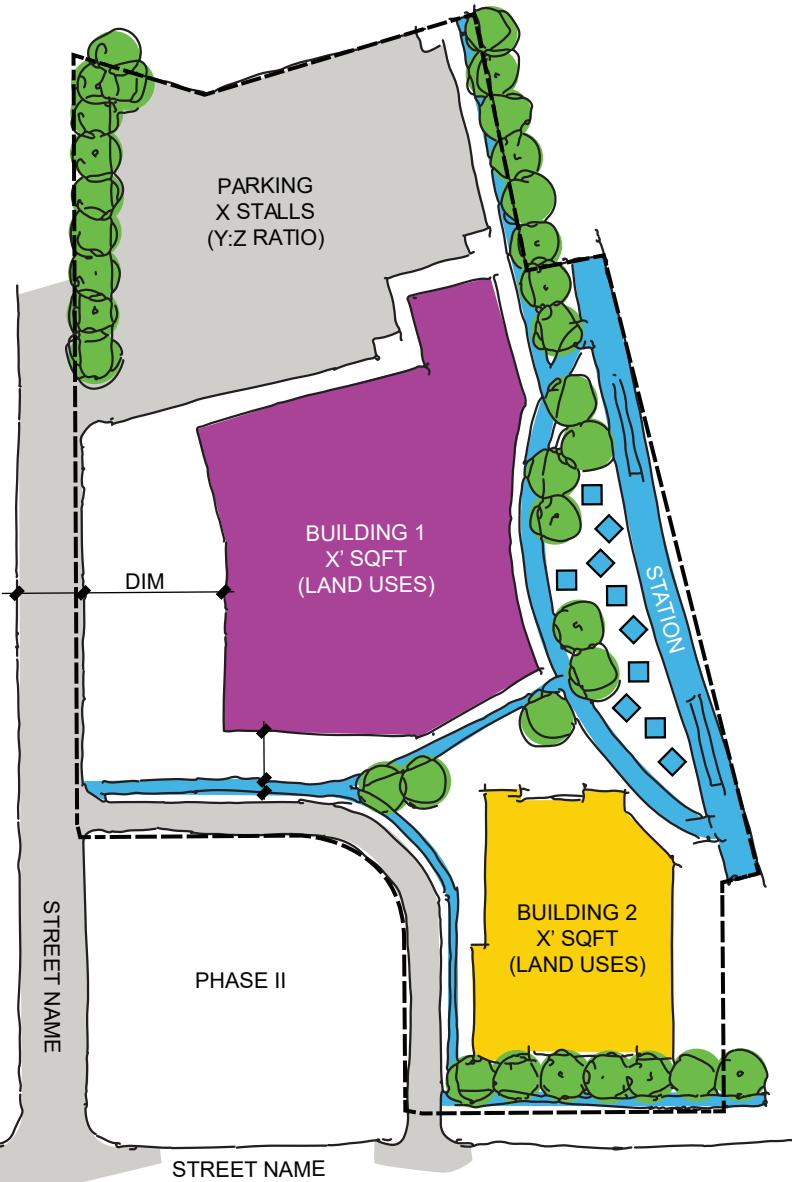 PARKING
X STALLS
(Y:Z RATIO)
BUILDING 1
X' SQFT
(LAND USES)
DIM
STATION
BUILDING 2
X' SQFT
(LAND USES)
STREET NAME
PHASE II
STREET NAME